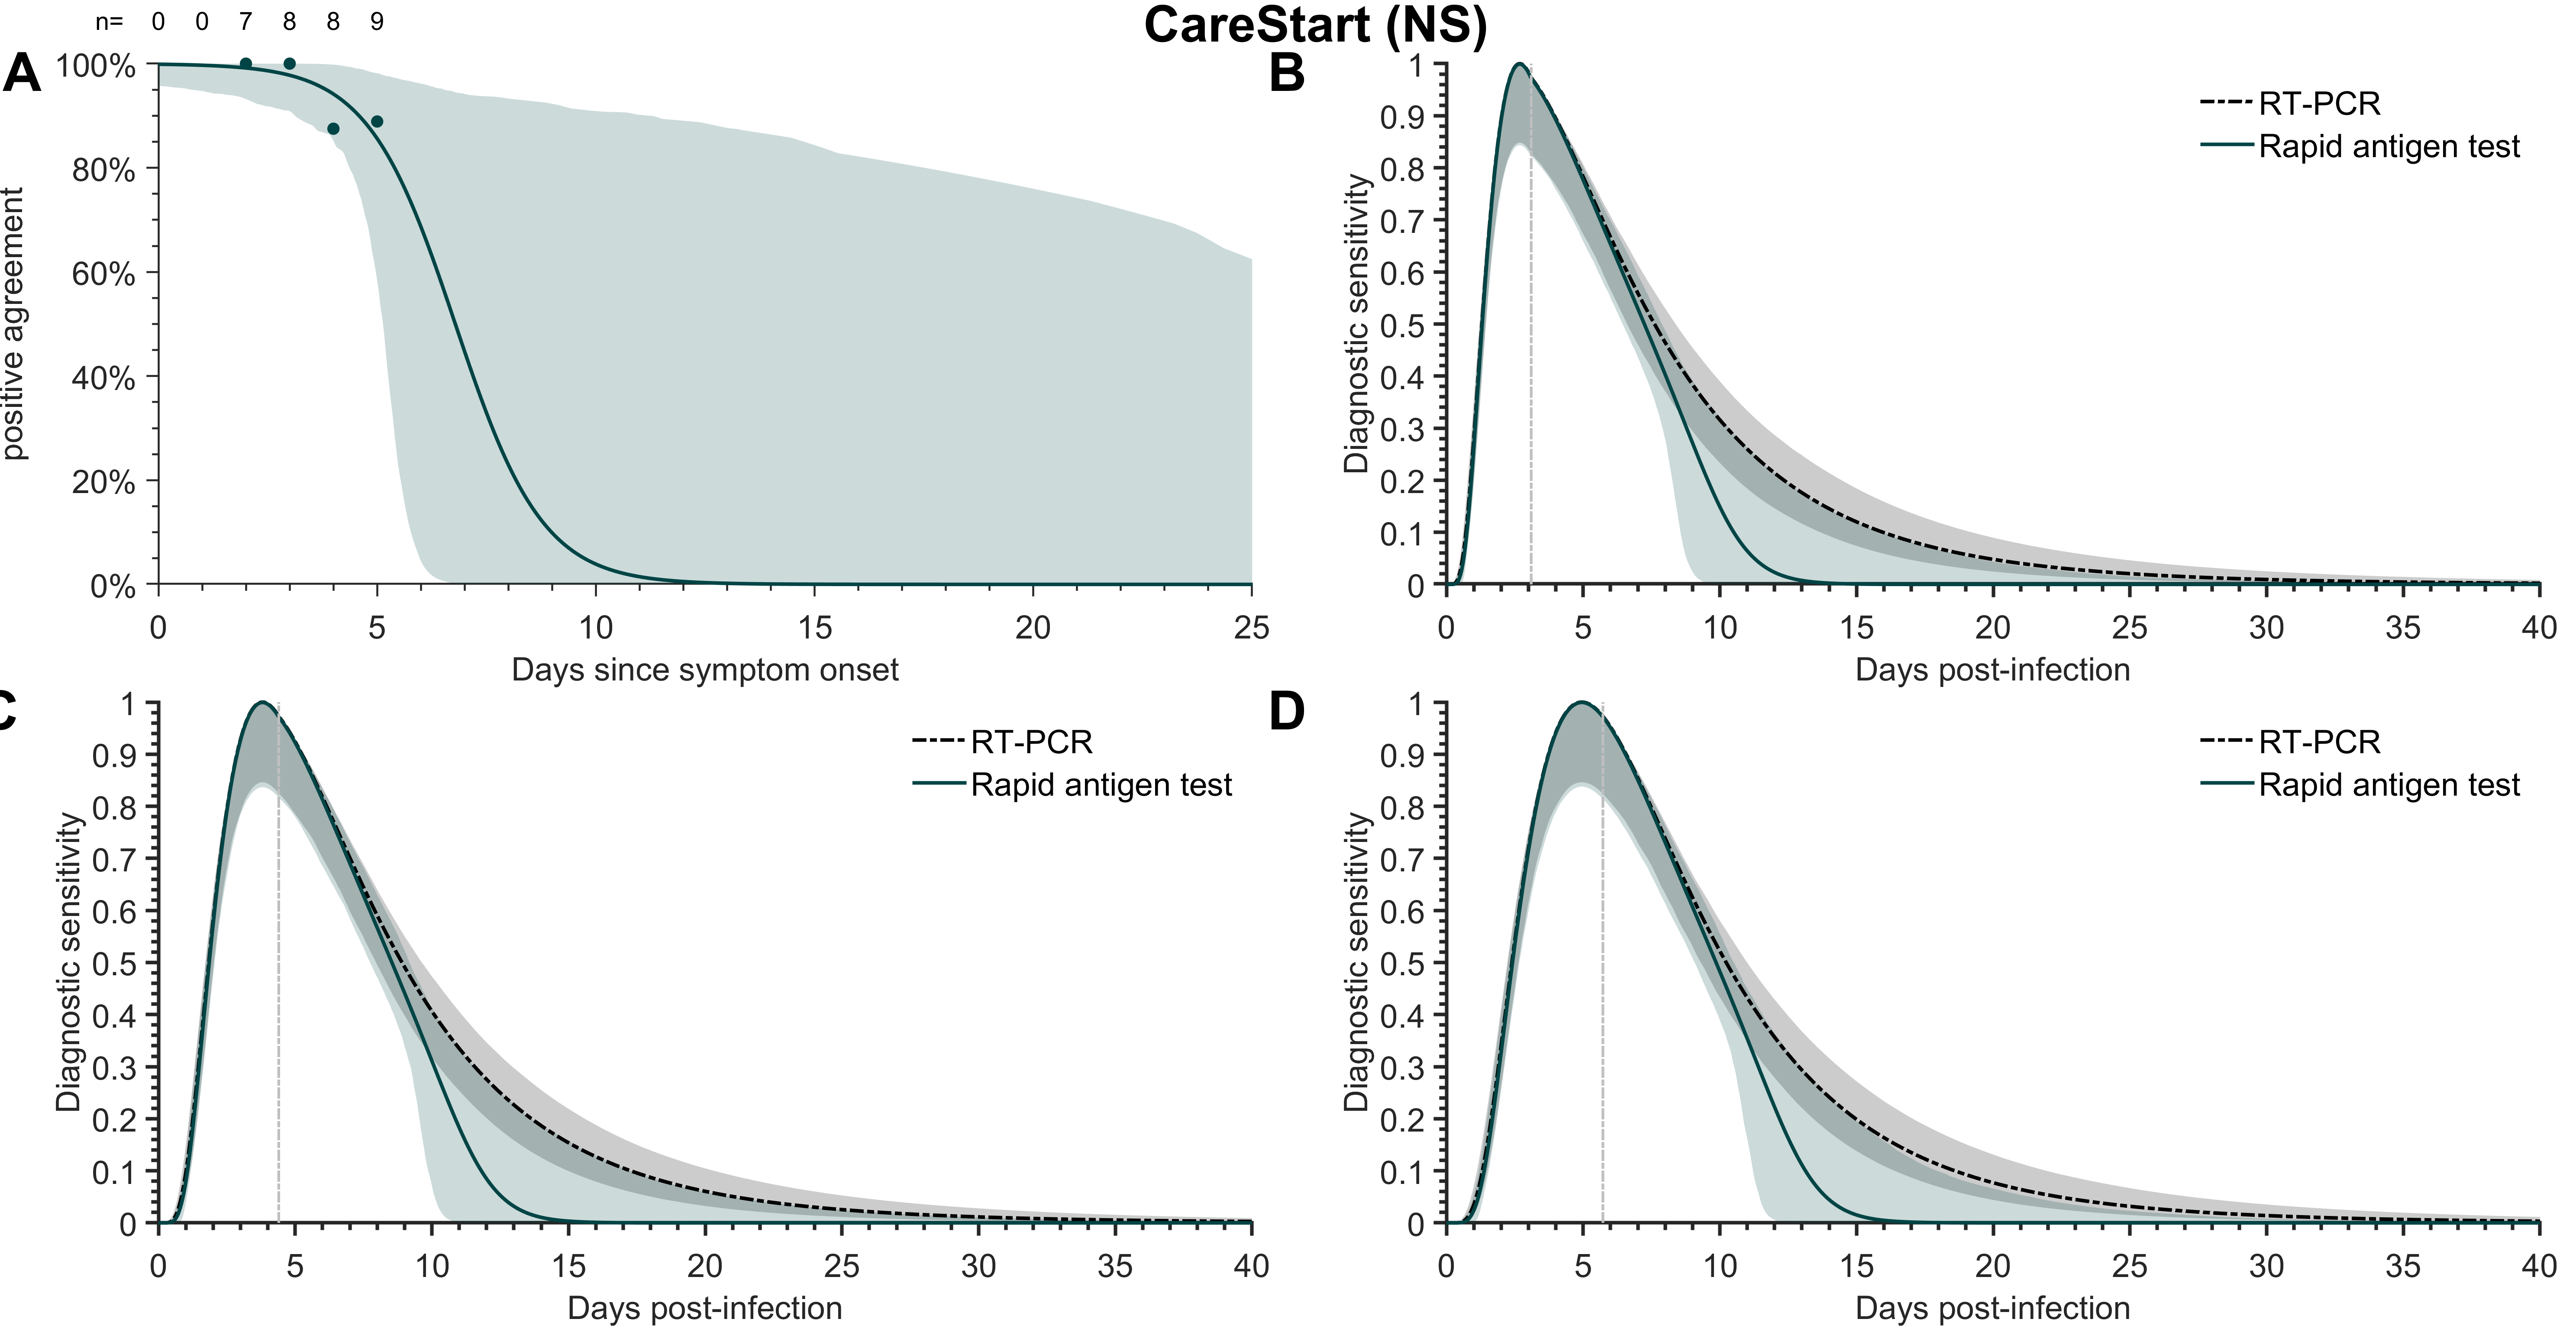 CareStart (NS)
n= 0 0 7 8 8 9
A
100%
80%
60%
40%
20%
0%
positive agreement
0 5 10 15 20 25
Days since symptom onset
B
1
0.9
0.8
0.7
0.6
0.5
0.4
0.3
0.2
0.1
0
Diagnostic sensitivity
RT-PCR
Rapid antigen test
0 5 10 15 20 25 30 35 40
Days post-infection
C
1
0.9
0.8
0.7
0.6
0.5
0.4
0.3
0.2
0.1
0
Diagnostic sensitivity
RT-PCR
Rapid antigen test
0 5 10 15 20 25 30 35 40
Days post-infection
D
1
0.9
0.8
0.7
0.6
0.5
0.4
0.3
0.2
0.1
0
Diagnostic sensitivity
RT-PCR
Rapid antigen test
0 5 10 15 20 25 30 35 40
Days post-infection